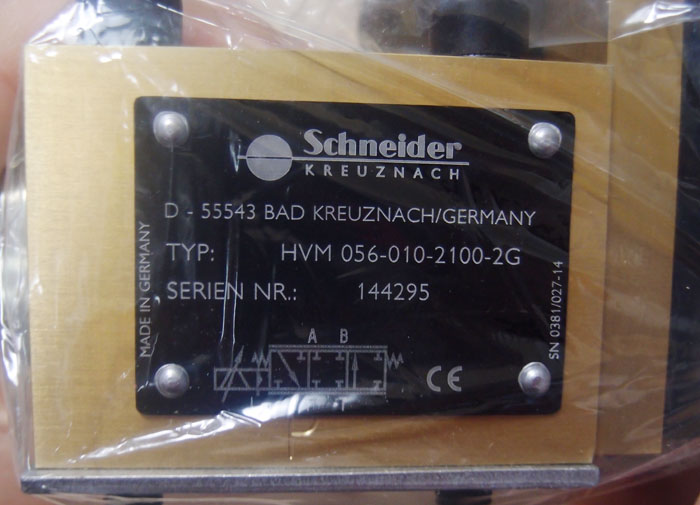 Schneider
KREUZNACH
D - 55543 BAD KREUZNACH/GERMANY
TYP: HVM 056-010-2100-2G
SERIEN NR.: 144295
MADE IN GERMANY
SN 0381/027-14
A B
T
CE